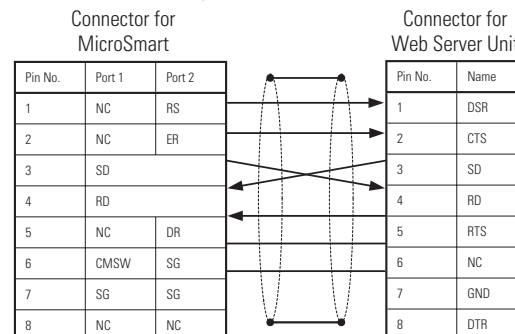 Connector for
MicroSmart
Connector for
Web Server Unit
Pin No. Port 1 Port 2
1 NC RS
2 NC ER
3 SD
4 RD
5 NC DR
6 CMSW SG
7 SG SG
8 NC NC
Pin No. Name
1 DSR
2 CTS
3 SD
4 RD
5 RTS
6 NC
7 GND
8 DTR